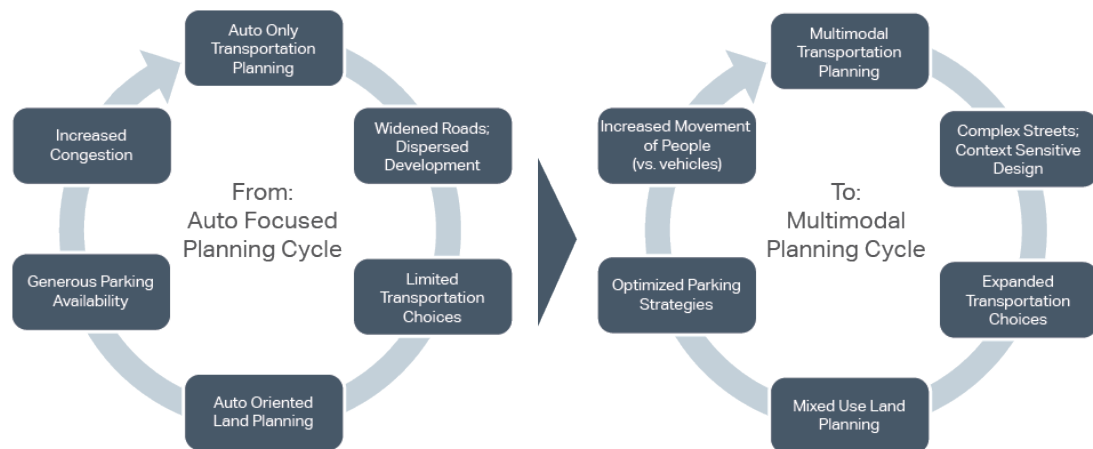 Auto Only
Transportation
Planning
Widened Roads;
Dispersed
Development
Limited
Transportation
Choices
Auto Oriented
Land Planning
Generous Parking
Availability
Increased
Congestion
From:
Auto Focused
Planning Cycle
Multimodal
Transportation
Planning
Complex Streets;
Context Sensitive
Design
Expanded
Transportation
Choices
Mixed Use Land
Planning
Optimized Parking
Strategies
Increased Movement
of People
(vs. vehicles)
To:
Multimodal
Planning Cycle